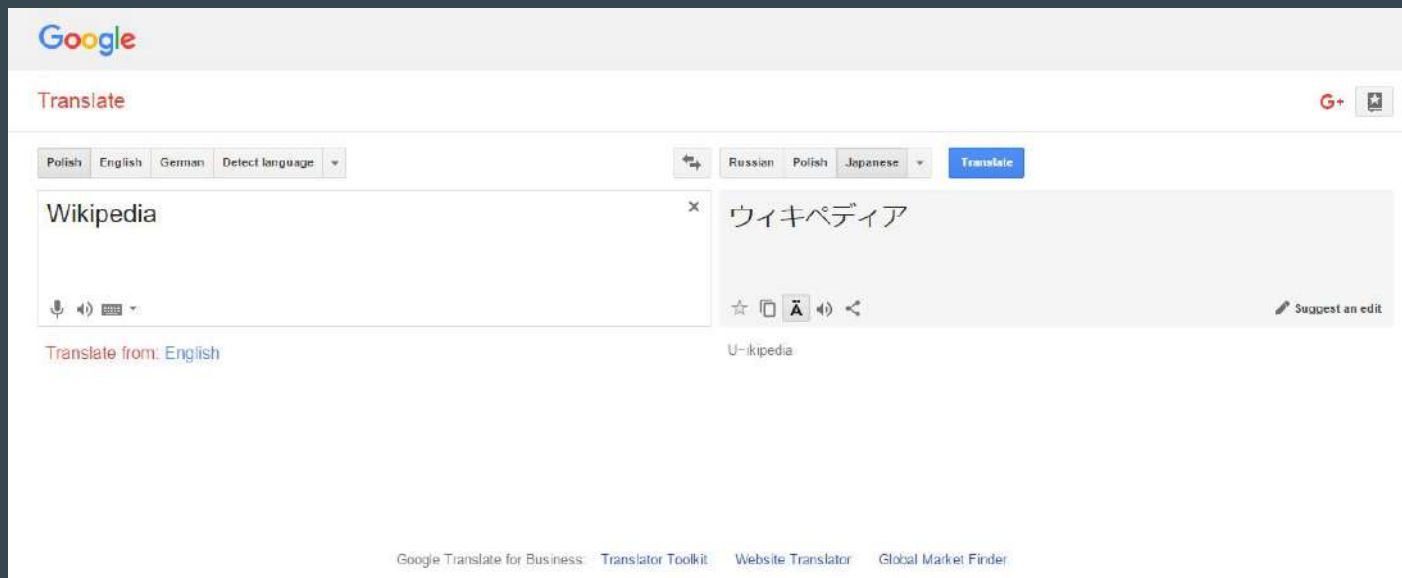 Google
Translate
G+
Polish English German Detect language
Russian Polish Japanese Translate
Wikipedia
ウィキペディア
Ä
Suggest an edit
Translate from: English
U~ikipedia
Google Translate for Business: Translator Toolkit Website Translator Global Market Finder